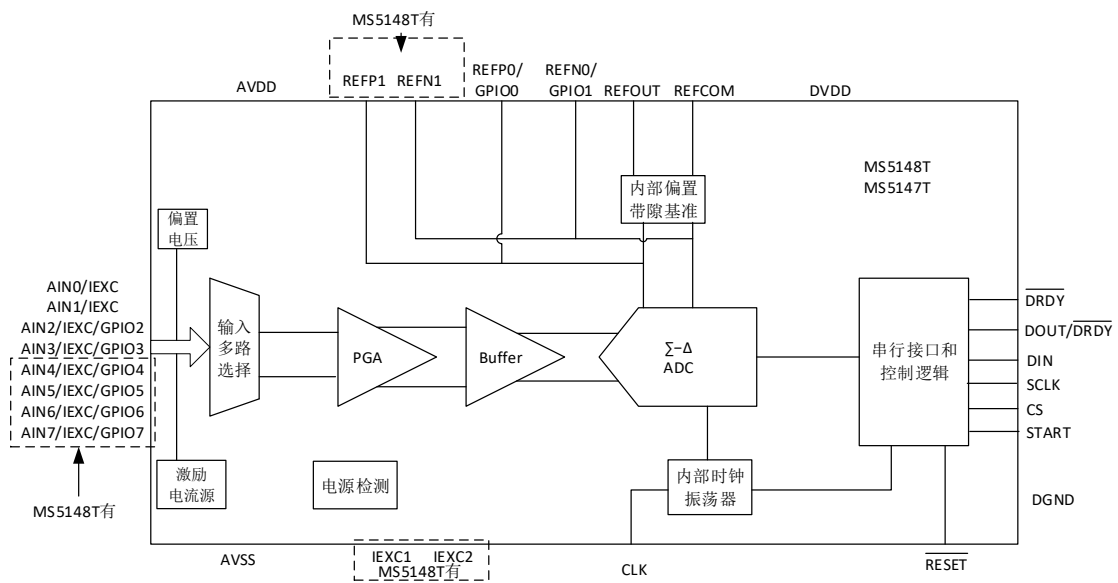 MS5148T有
REFP1 REFN1
REFP0/
GPIO0
REFN0/
GPIO1
REFOUT REFCOM
AVDD
DVDD
MS5148T
MS5147T
内部偏置
带隙基准
偏置
电压
AIN0/IEXC
AIN1/IEXC
AIN2/IEXC/GPIO2
AIN3/IEXC/GPIO3
AIN4/IEXC/GPIO4
AIN5/IEXC/GPIO5
AIN6/IEXC/GPIO6
AIN7/IEXC/GPIO7
MS5148T有
输入
多路
选择
PGA
Buffer
∑−Δ
ADC
串行接口和
控制逻辑
DRDY
DOUT/DRDY
DIN
SCLK
CS
START
激励
电流源
电源检测
内部时钟
振荡器
DGND
AVSS
IEXC1 IEXC2
MS5148T有
CLK
RESET